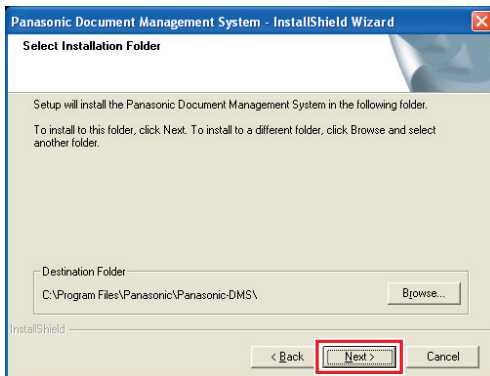 Panasonic Document Management System - InstallShield Wizard
Select Installation Folder
Setup will install the Panasonic Document Management System in the following folder.
To install to this folder, click Next. To install to a different folder, click Browse and select
another folder.
Destination Folder
C:\Program Files\Panasonic\Panasonic-DMS\
Browse...
InstallShield
< Back
Next >
Cancel